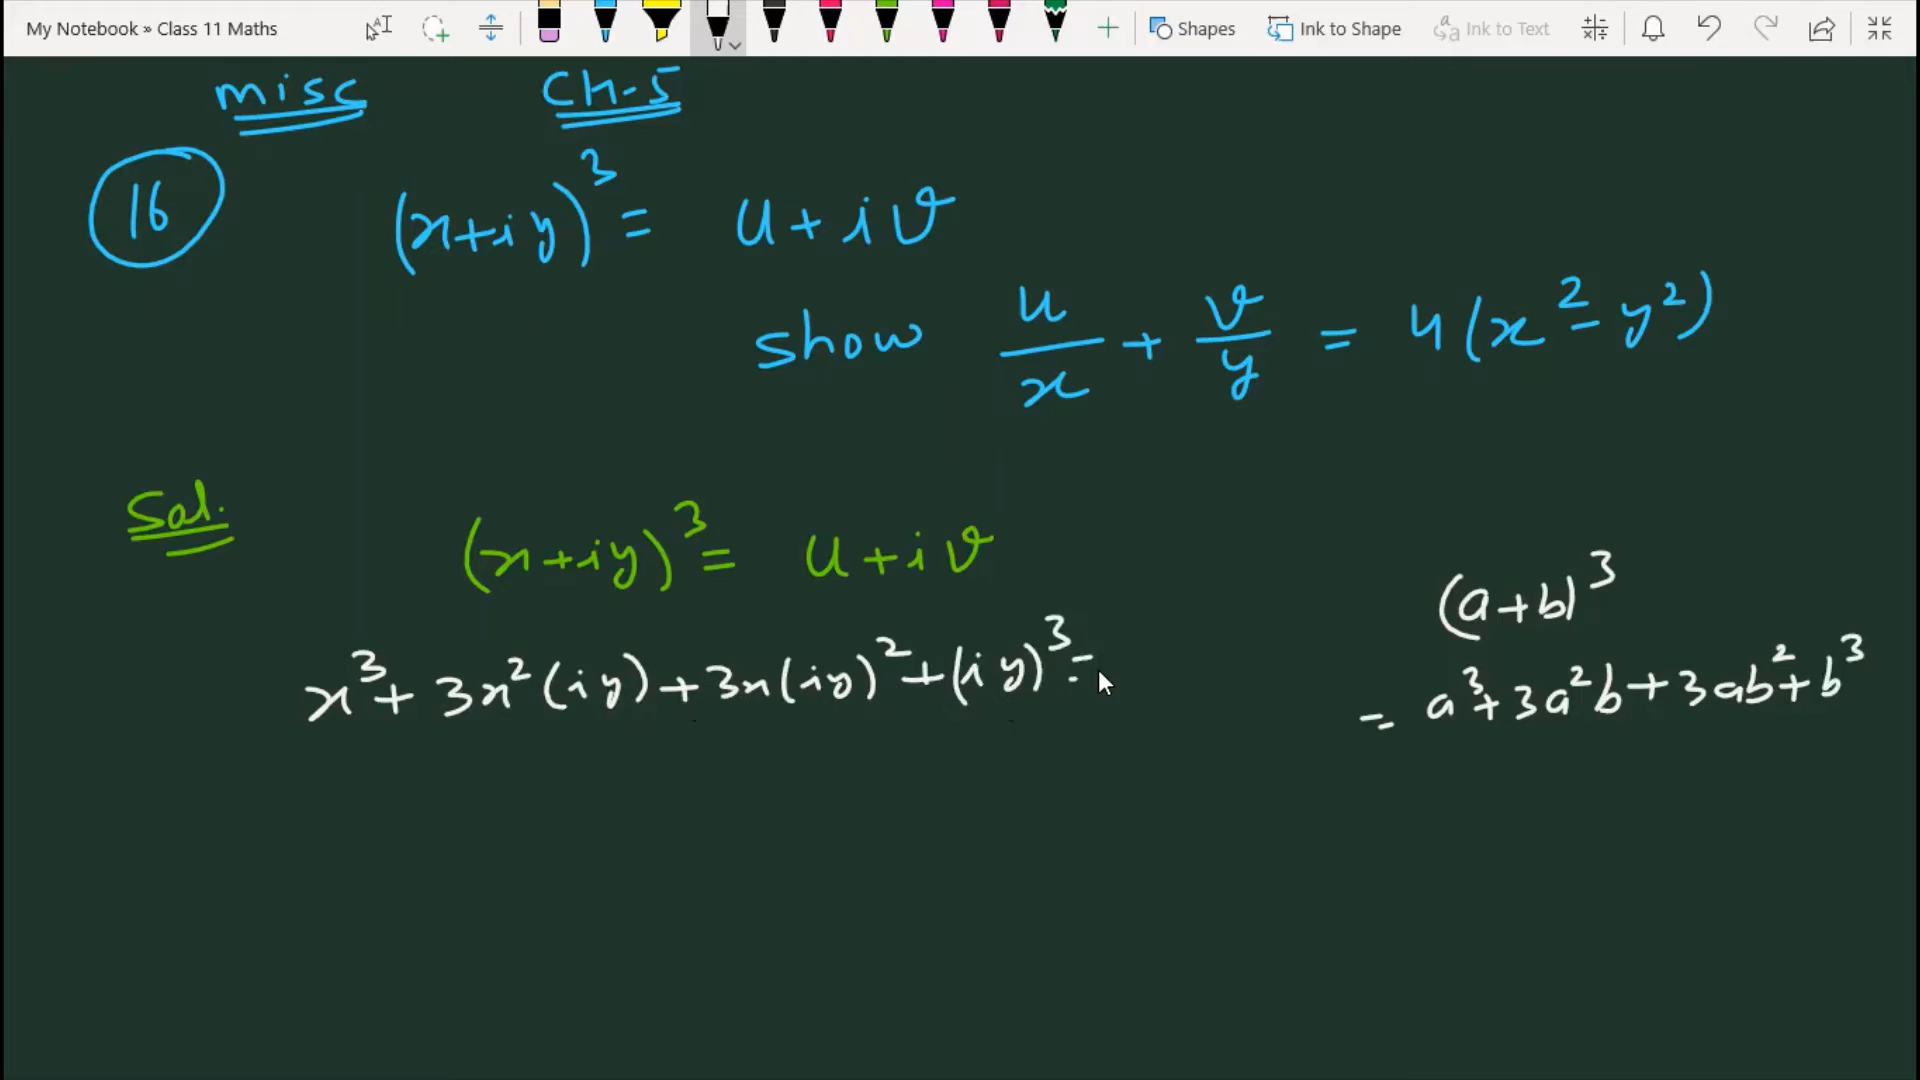 My Notebook » Class 11 Maths
Shapes
Ink to Shape
Ink to Text
misc Ch-5
16 (x+iy)³ = u+iv
show u/x + v/y = 4(x²-y²)
Sol. (x+iy)³ = u+iv
(a+b)³
x³+3x²(iy)+3x(iy)²+(iy)³=
= a³+3a²b+3ab²+b³